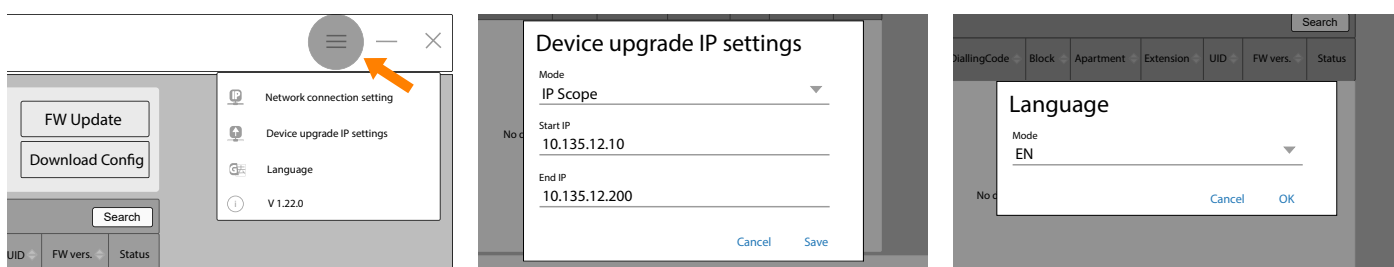 Network connection setting
FW Update
Device upgrade IP settings
Download Config
Language
V 1.22.0
Search
UID
FW vers.
Status
Device upgrade IP settings
Mode
IP Scope
Start IP
10.135.12.10
No
End IP
10.135.12.200
Cancel Save
Search
DiallingCode Block Apartment Extension UID FW vers. Status
Language
Mode
EN
No
Cancel OK